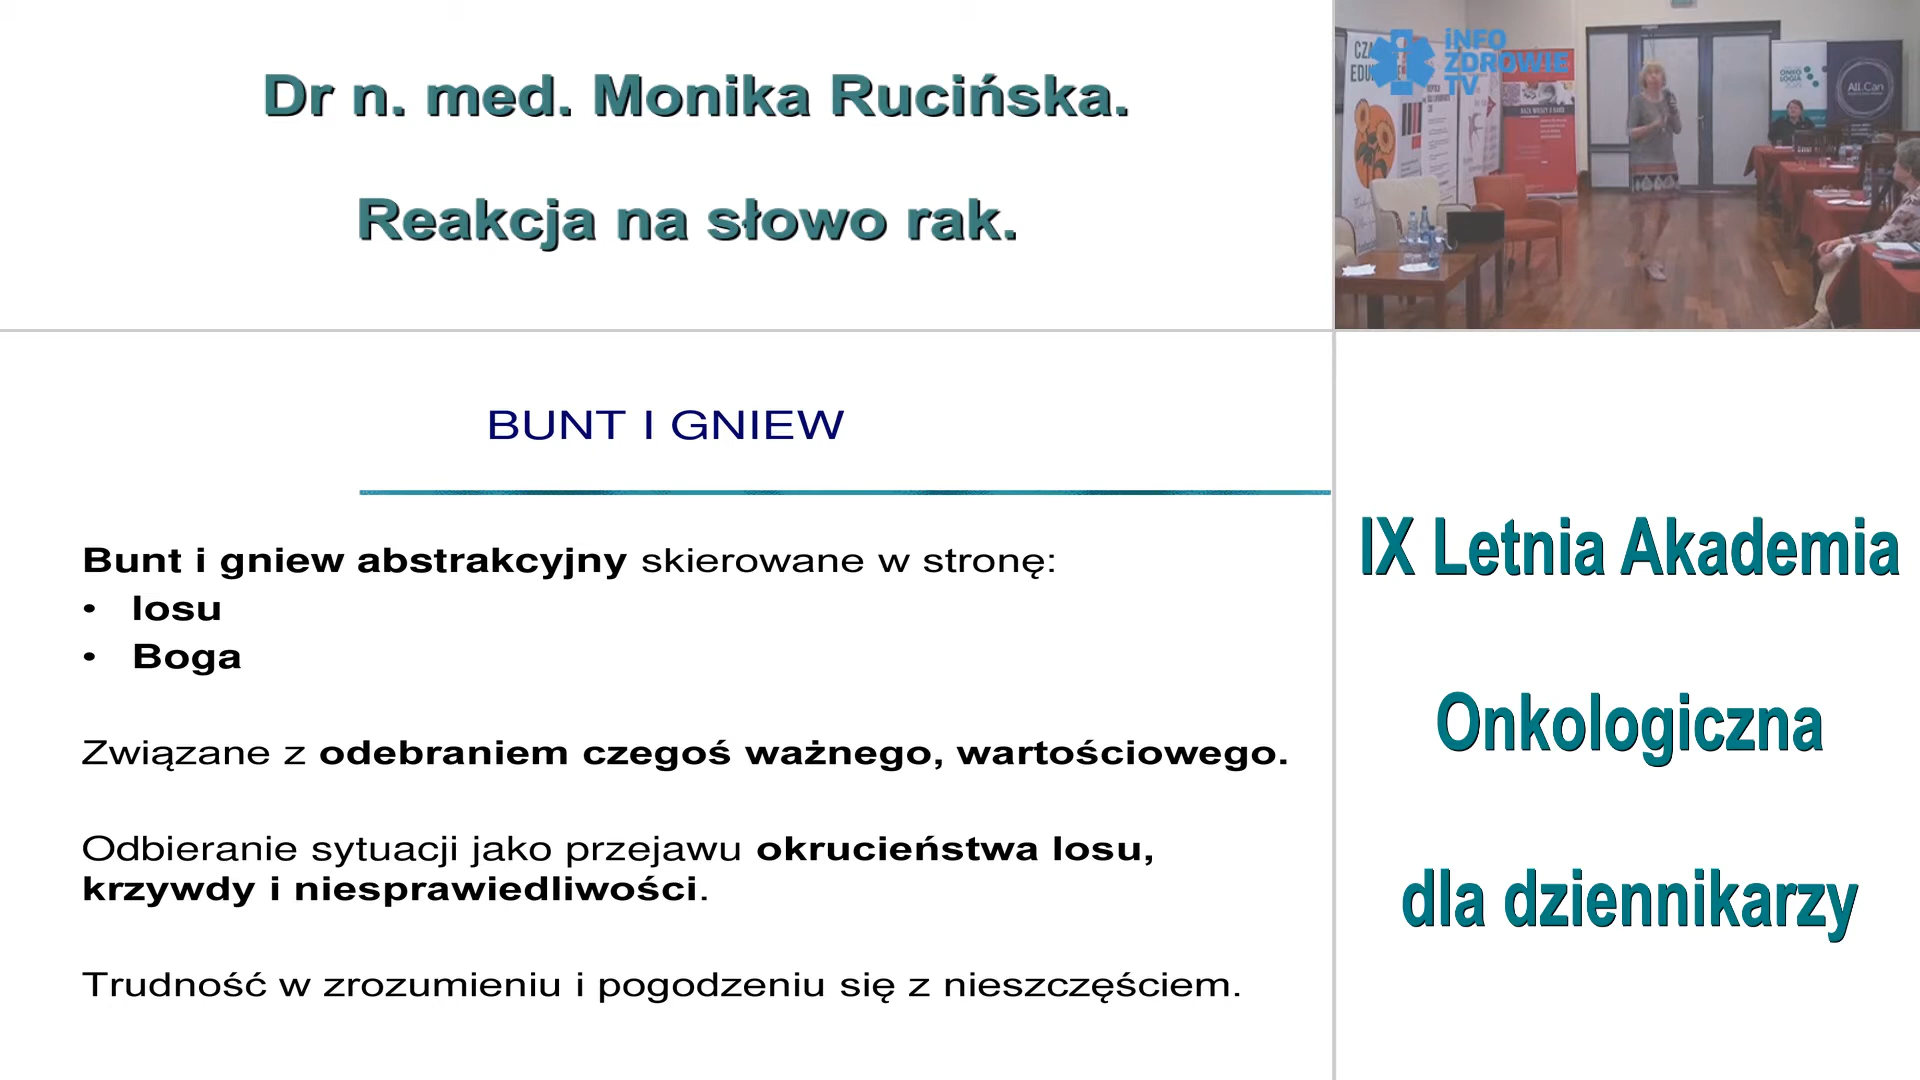 Dr n. med. Monika Rucińska.
Reakcja na słowo rak.
iNFO
ZDROWIE
TV
All.Can
BUNT I GNIEW
Bunt i gniew abstrakcyjny skierowane w stronę:
• losu
• Boga
Związane z odebraniem czegoś ważnego, wartościowego.
Odbieranie sytuacji jako przejawu okrucieństwa losu,
krzywdy i niesprawiedliwości.
Trudność w zrozumieniu i pogodzeniu się z nieszczęściem.
IX Letnia Akademia
Onkologiczna
dla dziennikarzy